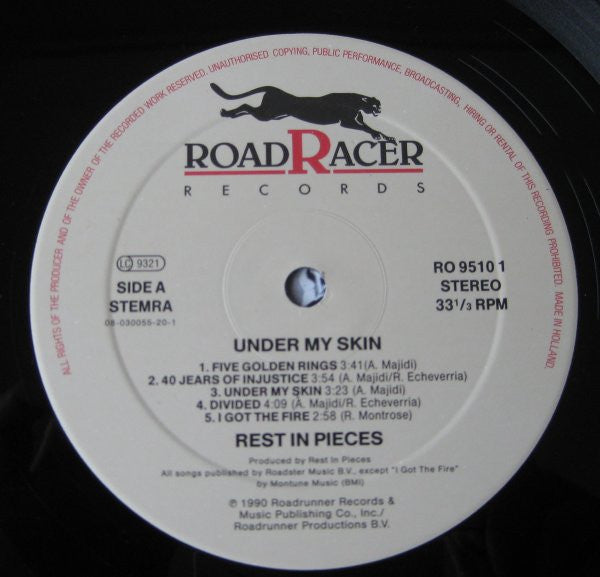 ALL RIGHTS OF THE PRODUCER AND OF THE OWNER OF THE RECORDED WORK RESERVED. UNAUTHORISED COPYING, PUBLIC PERFORMANCE, BROADCASTING, HIRING OR RENTAL OF THIS RECORDING PROHIBITED. MADE IN HOLLAND.
ROADRACER
RECORDS
LC 9321
SIDE A
STEMRA
08-030055-20-1
RO 9510 1
STEREO
33 1/3 RPM
UNDER MY SKIN
1. FIVE GOLDEN RINGS 3:41 (A. Majidi)
2. 40 JEARS OF INJUSTICE 3:54 (A. Majidi/R. Echeverria)
3. UNDER MY SKIN 3:23 (A. Majidi)
4. DIVIDED 4:09 (A. Majidi/R. Echeverria)
5. I GOT THE FIRE 2:58 (R. Montrose)
REST IN PIECES
Produced by Rest In Pieces
All songs published by Roadster Music B.V., except "I Got The Fire"
by Montune Music (BMI)
℗ 1990 Roadrunner Records &
Music Publishing Co., Inc./
Roadrunner Productions B.V.